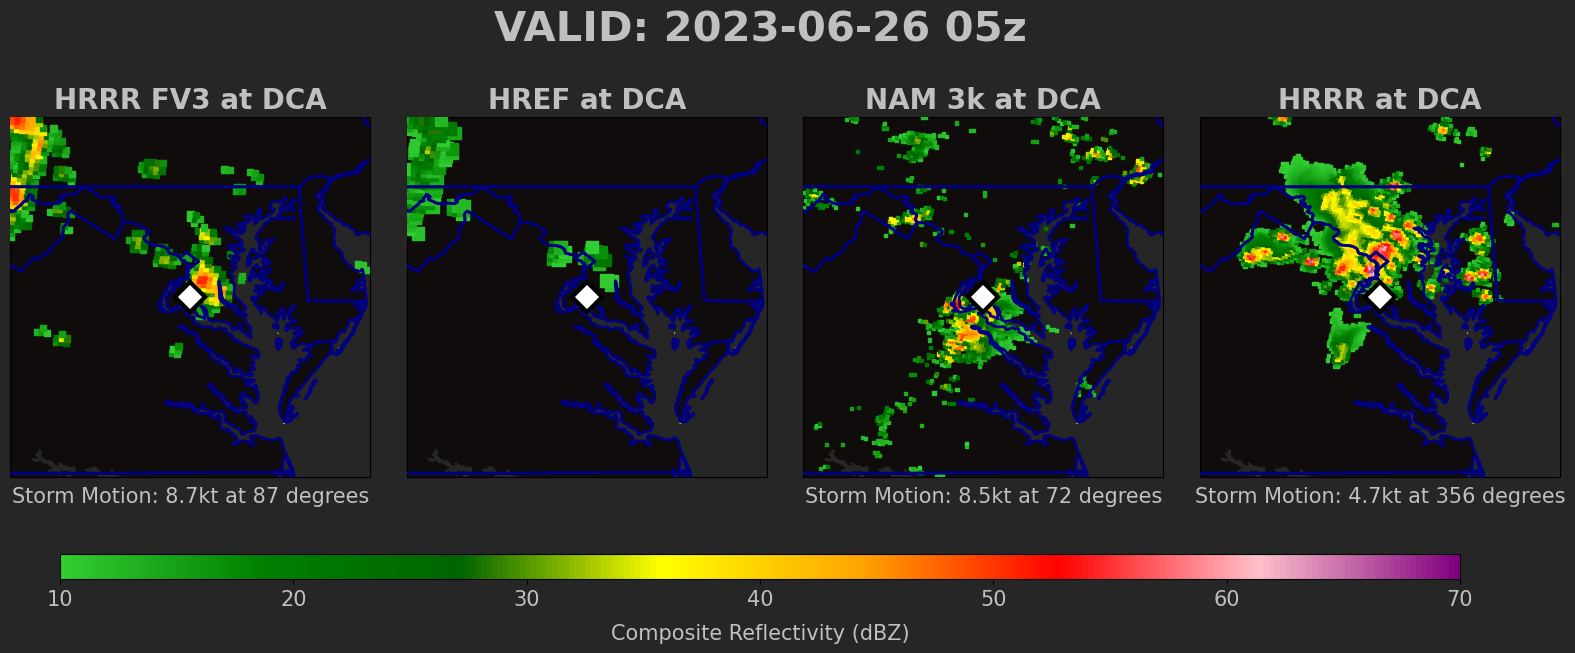 VALID: 2023-06-26 05z
HRRR FV3 at DCA
HREF at DCA
NAM 3k at DCA
HRRR at DCA
Storm Motion: 8.7kt at 87 degrees
Storm Motion: 8.5kt at 72 degrees
Storm Motion: 4.7kt at 356 degrees
10 20 30 40 50 60 70
Composite Reflectivity (dBZ)